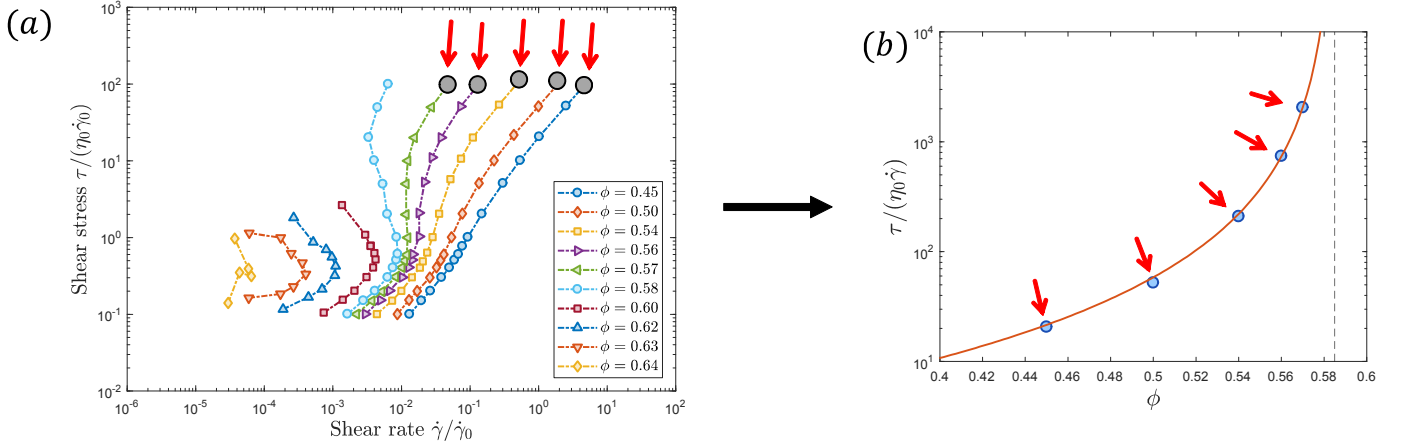 (a)
10^3
10^2
10^1
10^0
10^-1
10^-2
Shear stress τ/(η₀γ̇₀)
10^-6 10^-5 10^-4 10^-3 10^-2 10^-1 10^0 10^1 10^2
Shear rate γ̇/γ̇₀
ϕ = 0.45
ϕ = 0.50
ϕ = 0.54
ϕ = 0.56
ϕ = 0.57
ϕ = 0.58
ϕ = 0.60
ϕ = 0.62
ϕ = 0.63
ϕ = 0.64
(b)
10^4
10^3
10^2
10^1
τ/(η₀γ̇)
0.4 0.42 0.44 0.46 0.48 0.5 0.52 0.54 0.56 0.58 0.6
ϕ